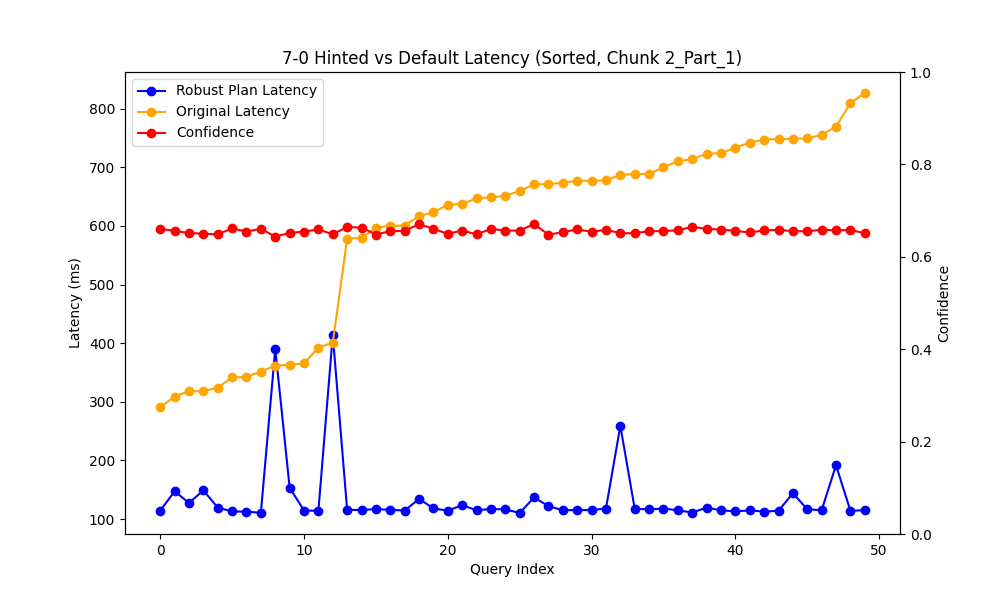 7-0 Hinted vs Default Latency (Sorted, Chunk 2_Part_1)
Robust Plan Latency
Original Latency
Confidence
Latency (ms)
800
700
600
500
400
300
200
100
1.0
0.8
0.6
0.4
0.2
0.0
Confidence
0
10
20
30
40
50
Query Index